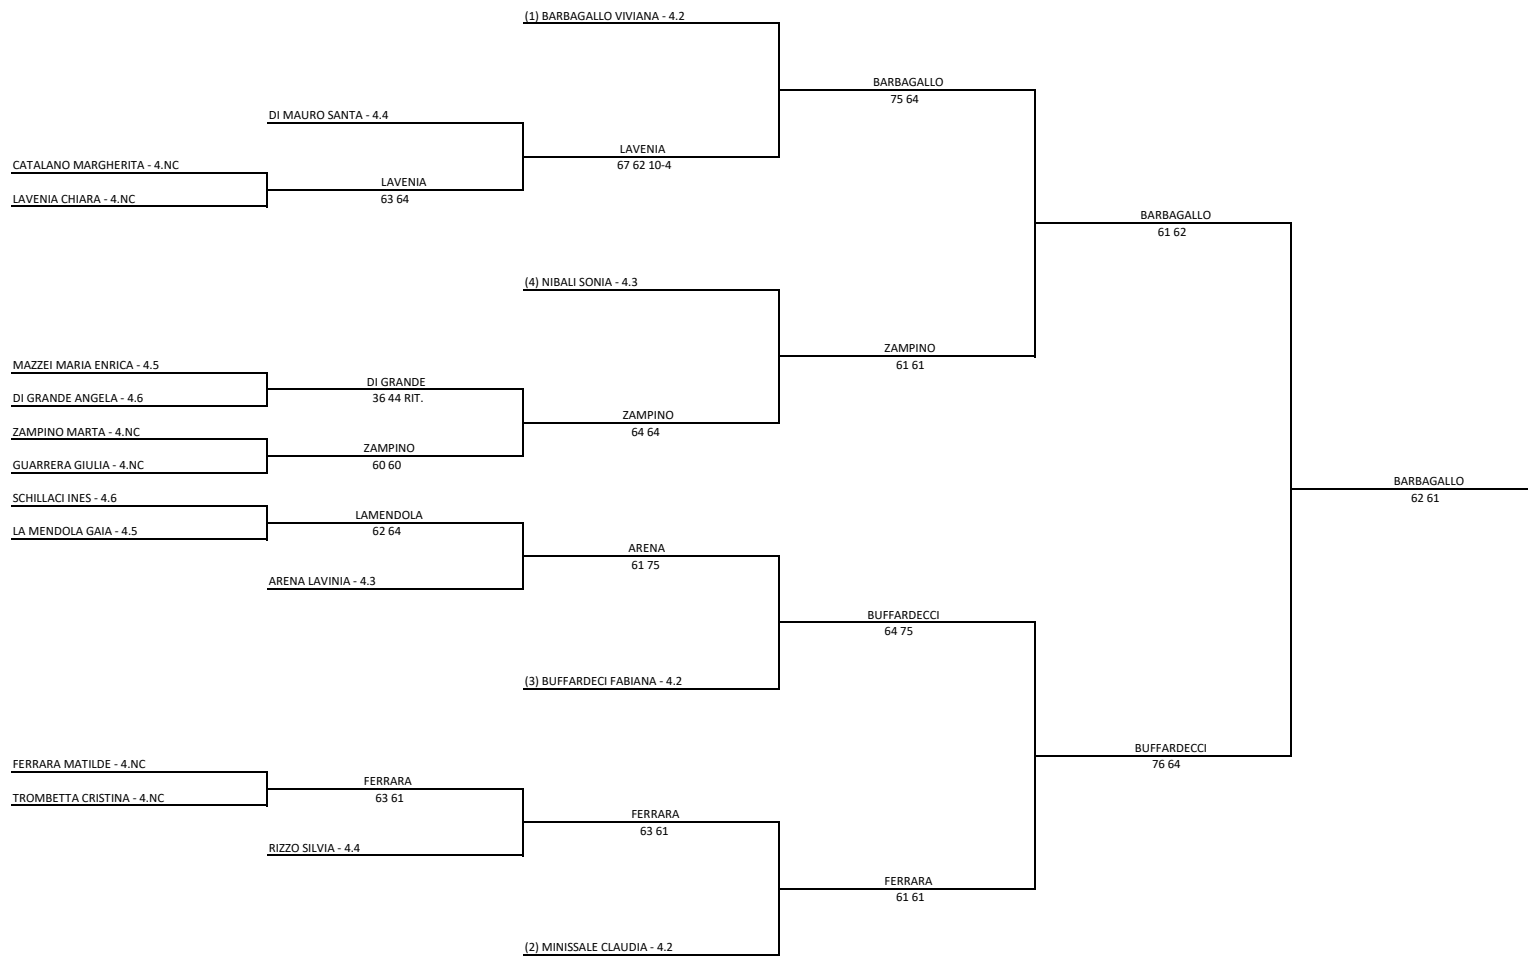 (1) BARBAGALLO VIVIANA - 4.2
BARBAGALLO
75 64
DI MAURO SANTA - 4.4
LAVENIA
67 62 10-4
CATALANO MARGHERITA - 4.NC
LAVENIA
63 64
LAVENIA CHIARA - 4.NC
BARBAGALLO
61 62
(4) NIBALI SONIA - 4.3
ZAMPINO
61 61
MAZZEI MARIA ENRICA - 4.5
DI GRANDE
36 44 RIT.
DI GRANDE ANGELA - 4.6
ZAMPINO
64 64
ZAMPINO MARTA - 4.NC
ZAMPINO
60 60
GUARRERA GIULIA - 4.NC
BARBAGALLO
62 61
SCHILLACI INES - 4.6
LAMENDOLA
62 64
LA MENDOLA GAIA - 4.5
ARENA
61 75
ARENA LAVINIA - 4.3
BUFFARDECCI
64 75
(3) BUFFARDECI FABIANA - 4.2
BUFFARDECCI
76 64
FERRARA MATILDE - 4.NC
FERRARA
63 61
TROMBETTA CRISTINA - 4.NC
FERRARA
63 61
RIZZO SILVIA - 4.4
FERRARA
61 61
(2) MINISSALE CLAUDIA - 4.2